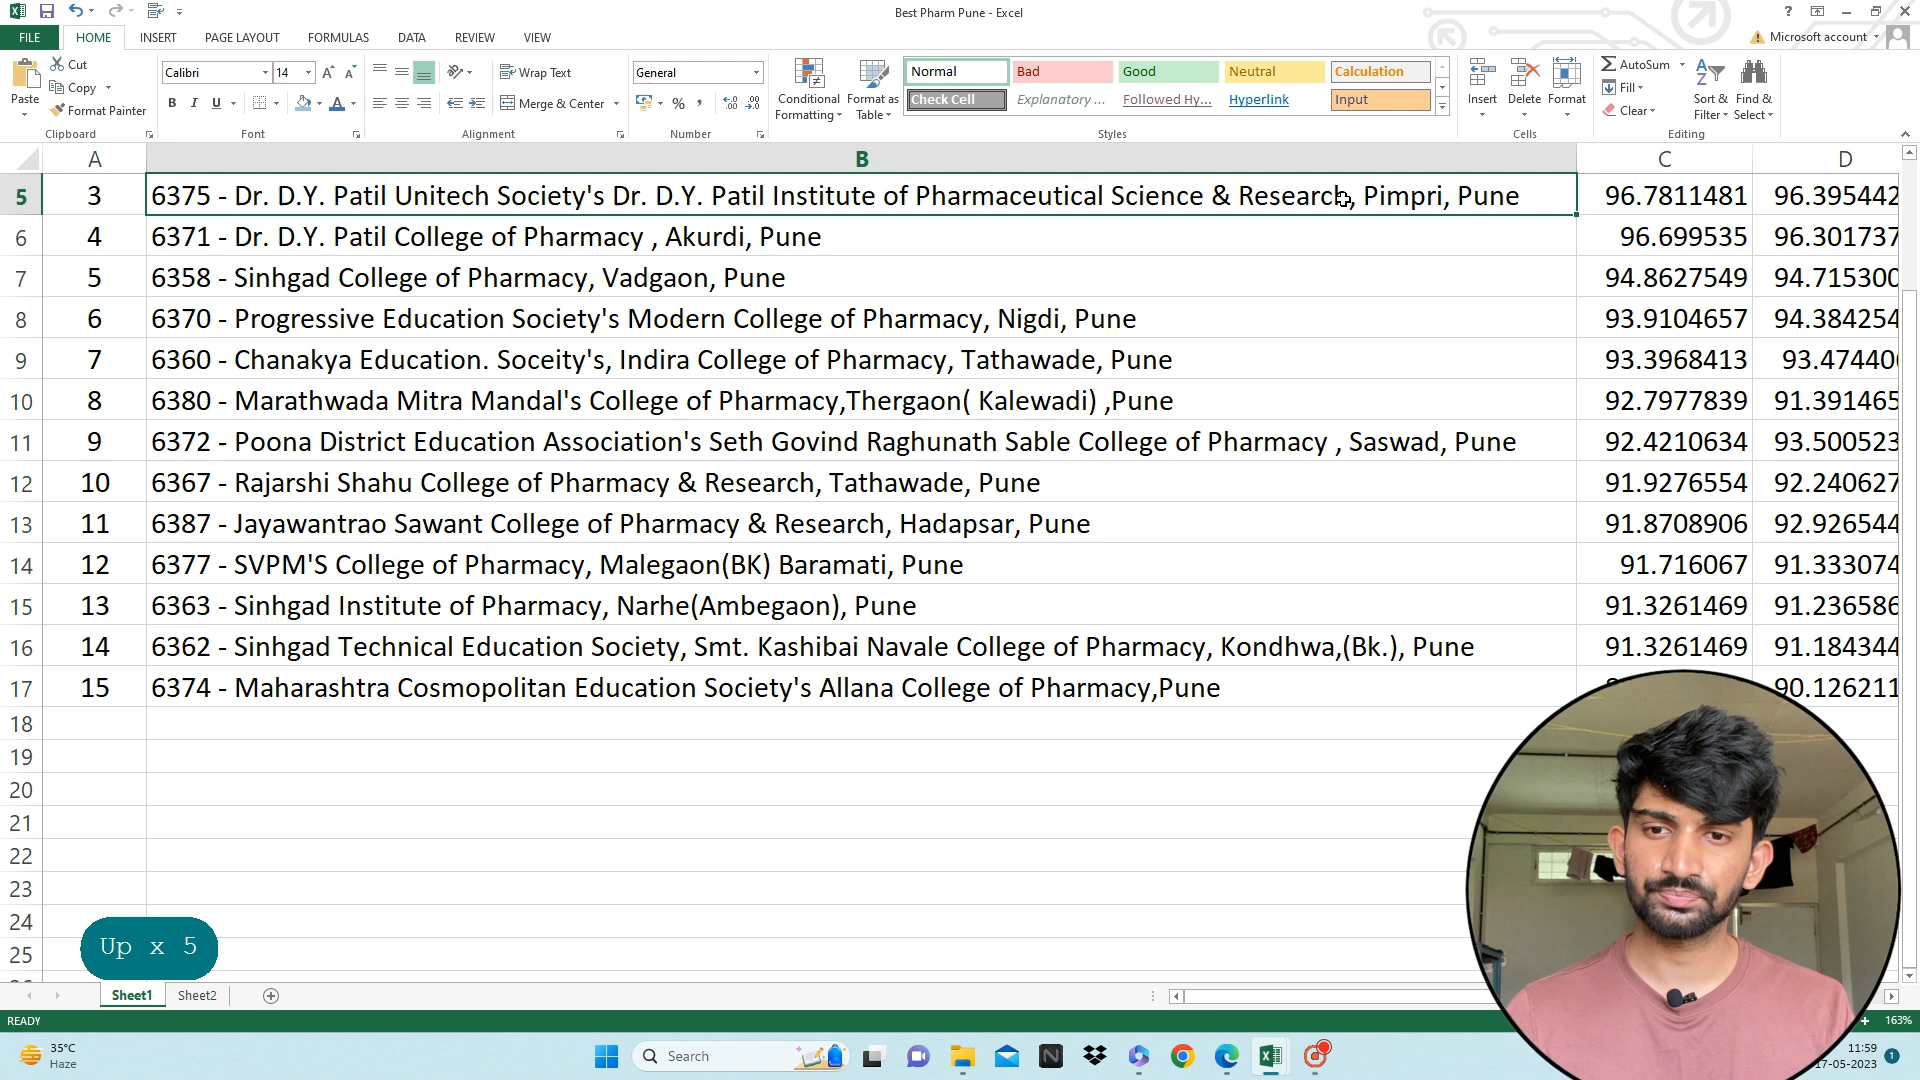 Best Pharm Pune - Excel
FILE HOME INSERT PAGE LAYOUT FORMULAS DATA REVIEW VIEW Microsoft account
Paste Cut Copy Format Painter Clipboard
Calibri 14 Font
Wrap Text Merge & Center Alignment
General Number
Conditional Formatting Format as Table
Normal Bad Good Neutral Calculation
Check Cell Explanatory ... Followed Hy... Hyperlink Input
Styles
Insert Delete Format Cells
AutoSum Fill Clear Sort & Filter Find & Select Editing
A B C D
5 3 6375 - Dr. D.Y. Patil Unitech Society's Dr. D.Y. Patil Institute of Pharmaceutical Science & Research, Pimpri, Pune 96.7811481 96.395442
6 4 6371 - Dr. D.Y. Patil College of Pharmacy , Akurdi, Pune 96.699535 96.301737
7 5 6358 - Sinhgad College of Pharmacy, Vadgaon, Pune 94.8627549 94.715300
8 6 6370 - Progressive Education Society's Modern College of Pharmacy, Nigdi, Pune 93.9104657 94.384254
9 7 6360 - Chanakya Education. Soceity's, Indira College of Pharmacy, Tathawade, Pune 93.3968413 93.47440
10 8 6380 - Marathwada Mitra Mandal's College of Pharmacy,Thergaon( Kalewadi) ,Pune 92.7977839 91.391465
11 9 6372 - Poona District Education Association's Seth Govind Raghunath Sable College of Pharmacy , Saswad, Pune 92.4210634 93.500523
12 10 6367 - Rajarshi Shahu College of Pharmacy & Research, Tathawade, Pune 91.9276554 92.240627
13 11 6387 - Jayawantrao Sawant College of Pharmacy & Research, Hadapsar, Pune 91.8708906 92.926544
14 12 6377 - SVPM'S College of Pharmacy, Malegaon(BK) Baramati, Pune 91.716067 91.333074
15 13 6363 - Sinhgad Institute of Pharmacy, Narhe(Ambegaon), Pune 91.3261469 91.236586
16 14 6362 - Sinhgad Technical Education Society, Smt. Kashibai Navale College of Pharmacy, Kondhwa,(Bk.), Pune 91.3261469 91.184344
17 15 6374 - Maharashtra Cosmopolitan Education Society's Allana College of Pharmacy,Pune 90.126211
18
19
20
21
22
23
24
25
Up x 5
Sheet1 Sheet2
READY 163%
35°C
Haze
Search
11:59
17-05-2023
1